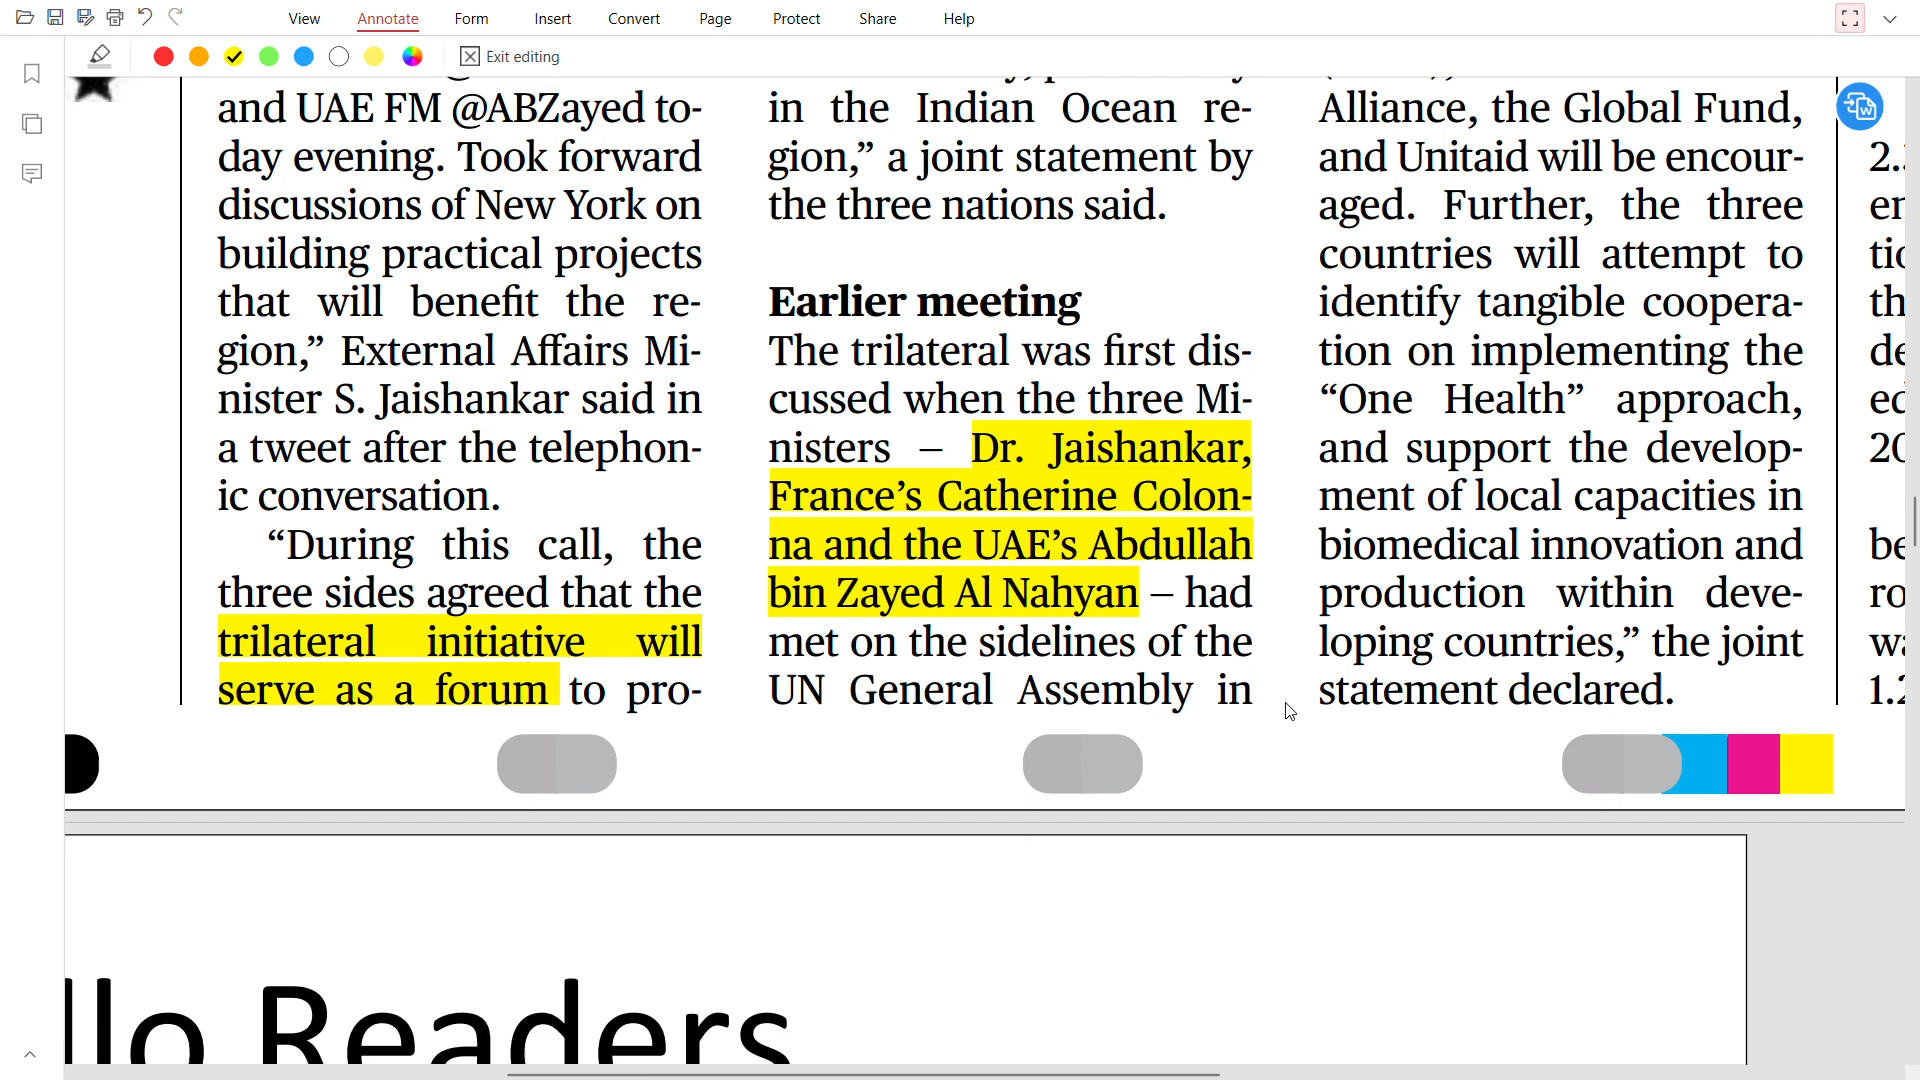 View Annotate Form Insert Convert Page Protect Share Help
Exit editing
and UAE FM @ABZayed to-
day evening. Took forward
discussions of New York on
building practical projects
that will benefit the re-
gion,” External Affairs Mi-
nister S. Jaishankar said in
a tweet after the telephon-
ic conversation.
“During this call, the
three sides agreed that the
trilateral initiative will
serve as a forum to pro-
in the Indian Ocean re-
gion,” a joint statement by
the three nations said.
Earlier meeting
The trilateral was first dis-
cussed when the three Mi-
nisters – Dr. Jaishankar,
France’s Catherine Colon-
na and the UAE’s Abdullah
bin Zayed Al Nahyan – had
met on the sidelines of the
UN General Assembly in
Alliance, the Global Fund,
and Unitaid will be encour-
aged. Further, the three
countries will attempt to
identify tangible coopera-
tion on implementing the
“One Health” approach,
and support the develop-
ment of local capacities in
biomedical innovation and
production within deve-
loping countries,” the joint
statement declared.
llo Readers